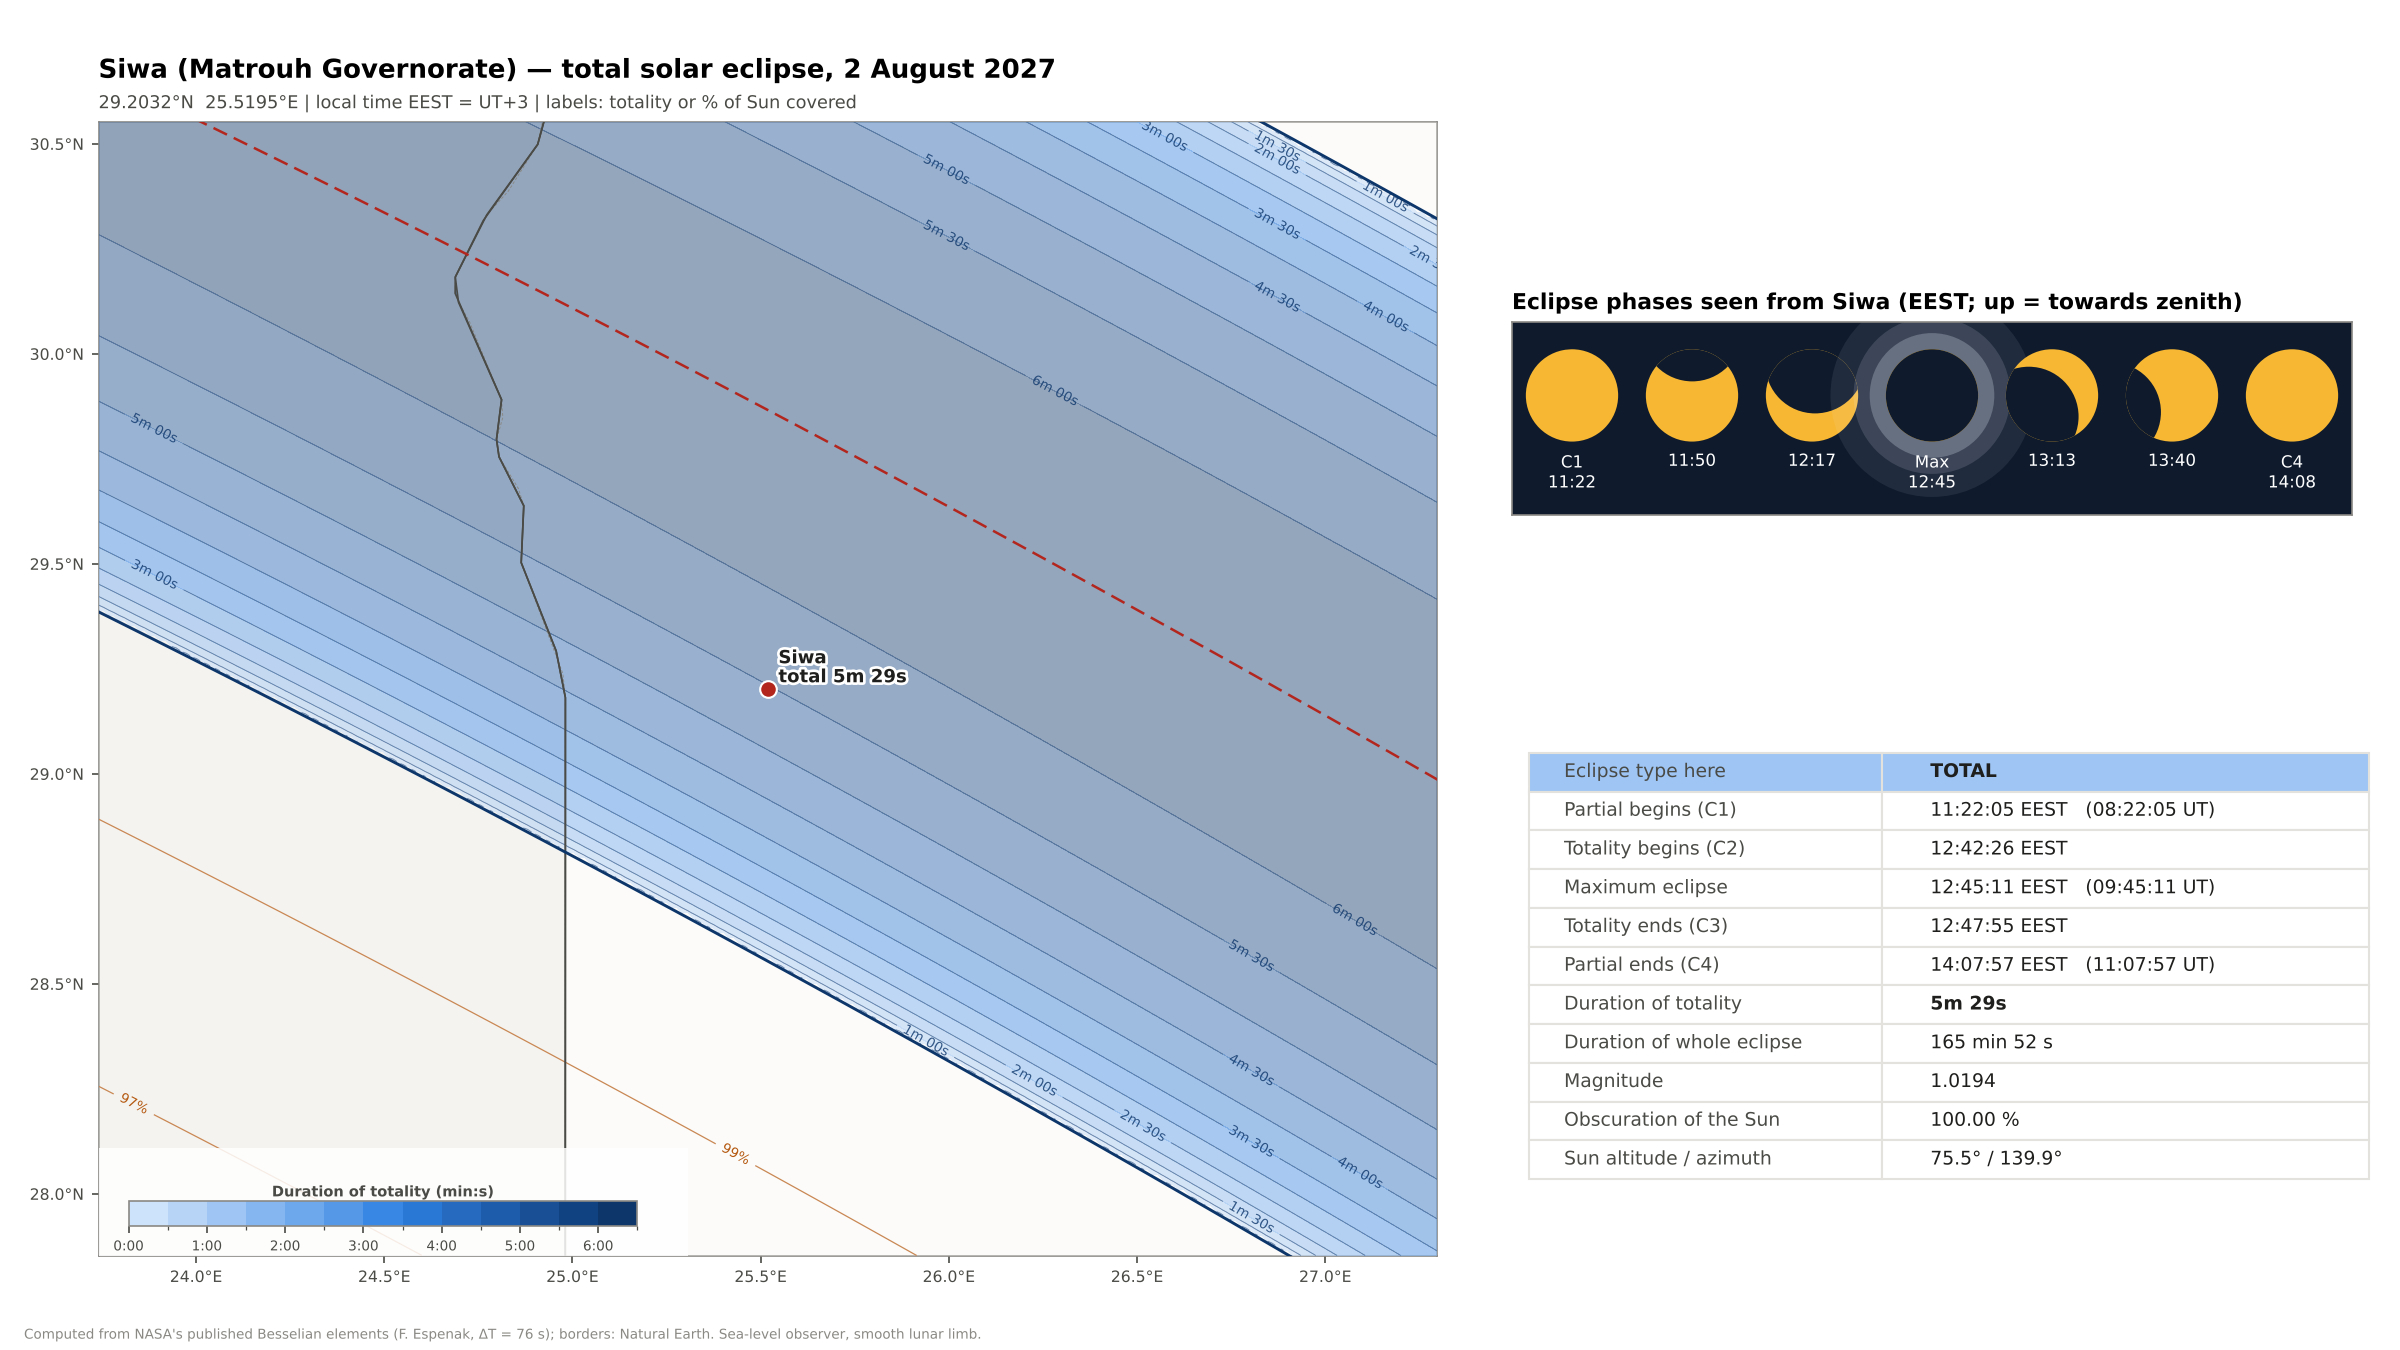 Siwa (Matrouh Governorate) — total solar eclipse, 2 August 2027
29.2032°N  25.5195°E | local time EEST = UT+3 | labels: totality or % of Sun covered
30.5°N
30.0°N
29.5°N
29.0°N
28.5°N
28.0°N
3m 00s
1m 30s
2m 00s
1m 00s
5m 00s
3m 30s
5m 30s
4m 30s
4m 00s
6m 00s
5m 00s
3m 00s
Siwa
total 5m 29s
6m 00s
5m 30s
1m 00s
2m 00s
4m 30s
2m 30s
3m 30s
4m 00s
1m 30s
97%
99%
Duration of totality (min:s)
0:00 1:00 2:00 3:00 4:00 5:00 6:00
24.0°E 24.5°E 25.0°E 25.5°E 26.0°E 26.5°E 27.0°E
Eclipse phases seen from Siwa (EEST; up = towards zenith)
C1
11:22
11:50
12:17
Max
12:45
13:13
13:40
C4
14:08
Eclipse type here TOTAL
Partial begins (C1) 11:22:05 EEST (08:22:05 UT)
Totality begins (C2) 12:42:26 EEST
Maximum eclipse 12:45:11 EEST (09:45:11 UT)
Totality ends (C3) 12:47:55 EEST
Partial ends (C4) 14:07:57 EEST (11:07:57 UT)
Duration of totality 5m 29s
Duration of whole eclipse 165 min 52 s
Magnitude 1.0194
Obscuration of the Sun 100.00 %
Sun altitude / azimuth 75.5° / 139.9°
Computed from NASA's published Besselian elements (F. Espenak, ΔT = 76 s); borders: Natural Earth. Sea-level observer, smooth lunar limb.